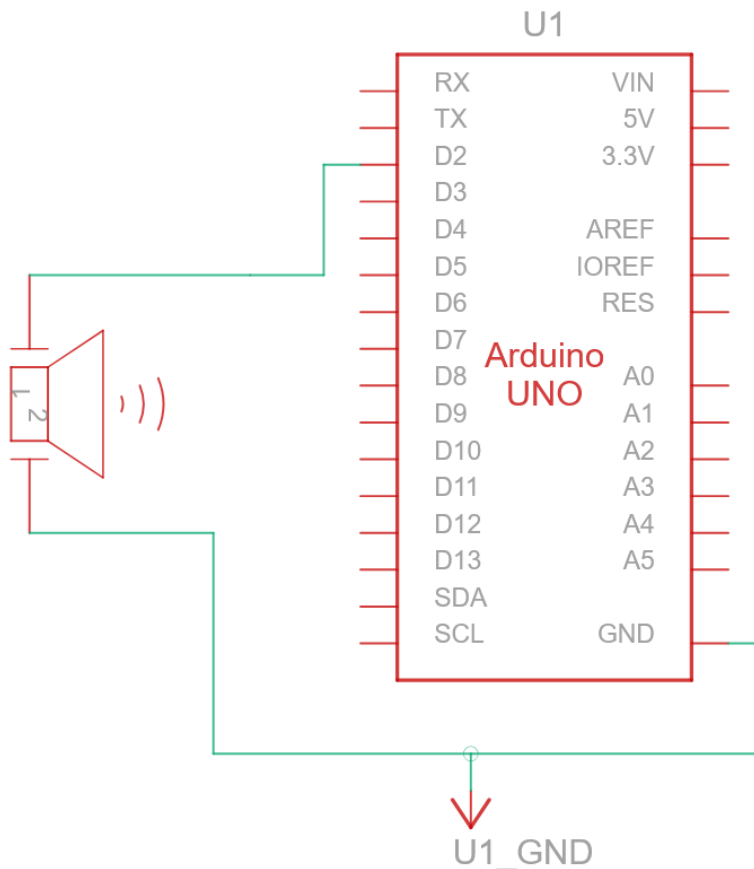 U1
RX VIN
TX 5V
D2 3.3V
D3
D4 AREF
D5 IOREF
D6 RES
D7
Arduino
D8 A0
UNO
D9 A1
D10 A2
D11 A3
D12 A4
D13 A5
SDA
SCL GND
1
2
U1_GND